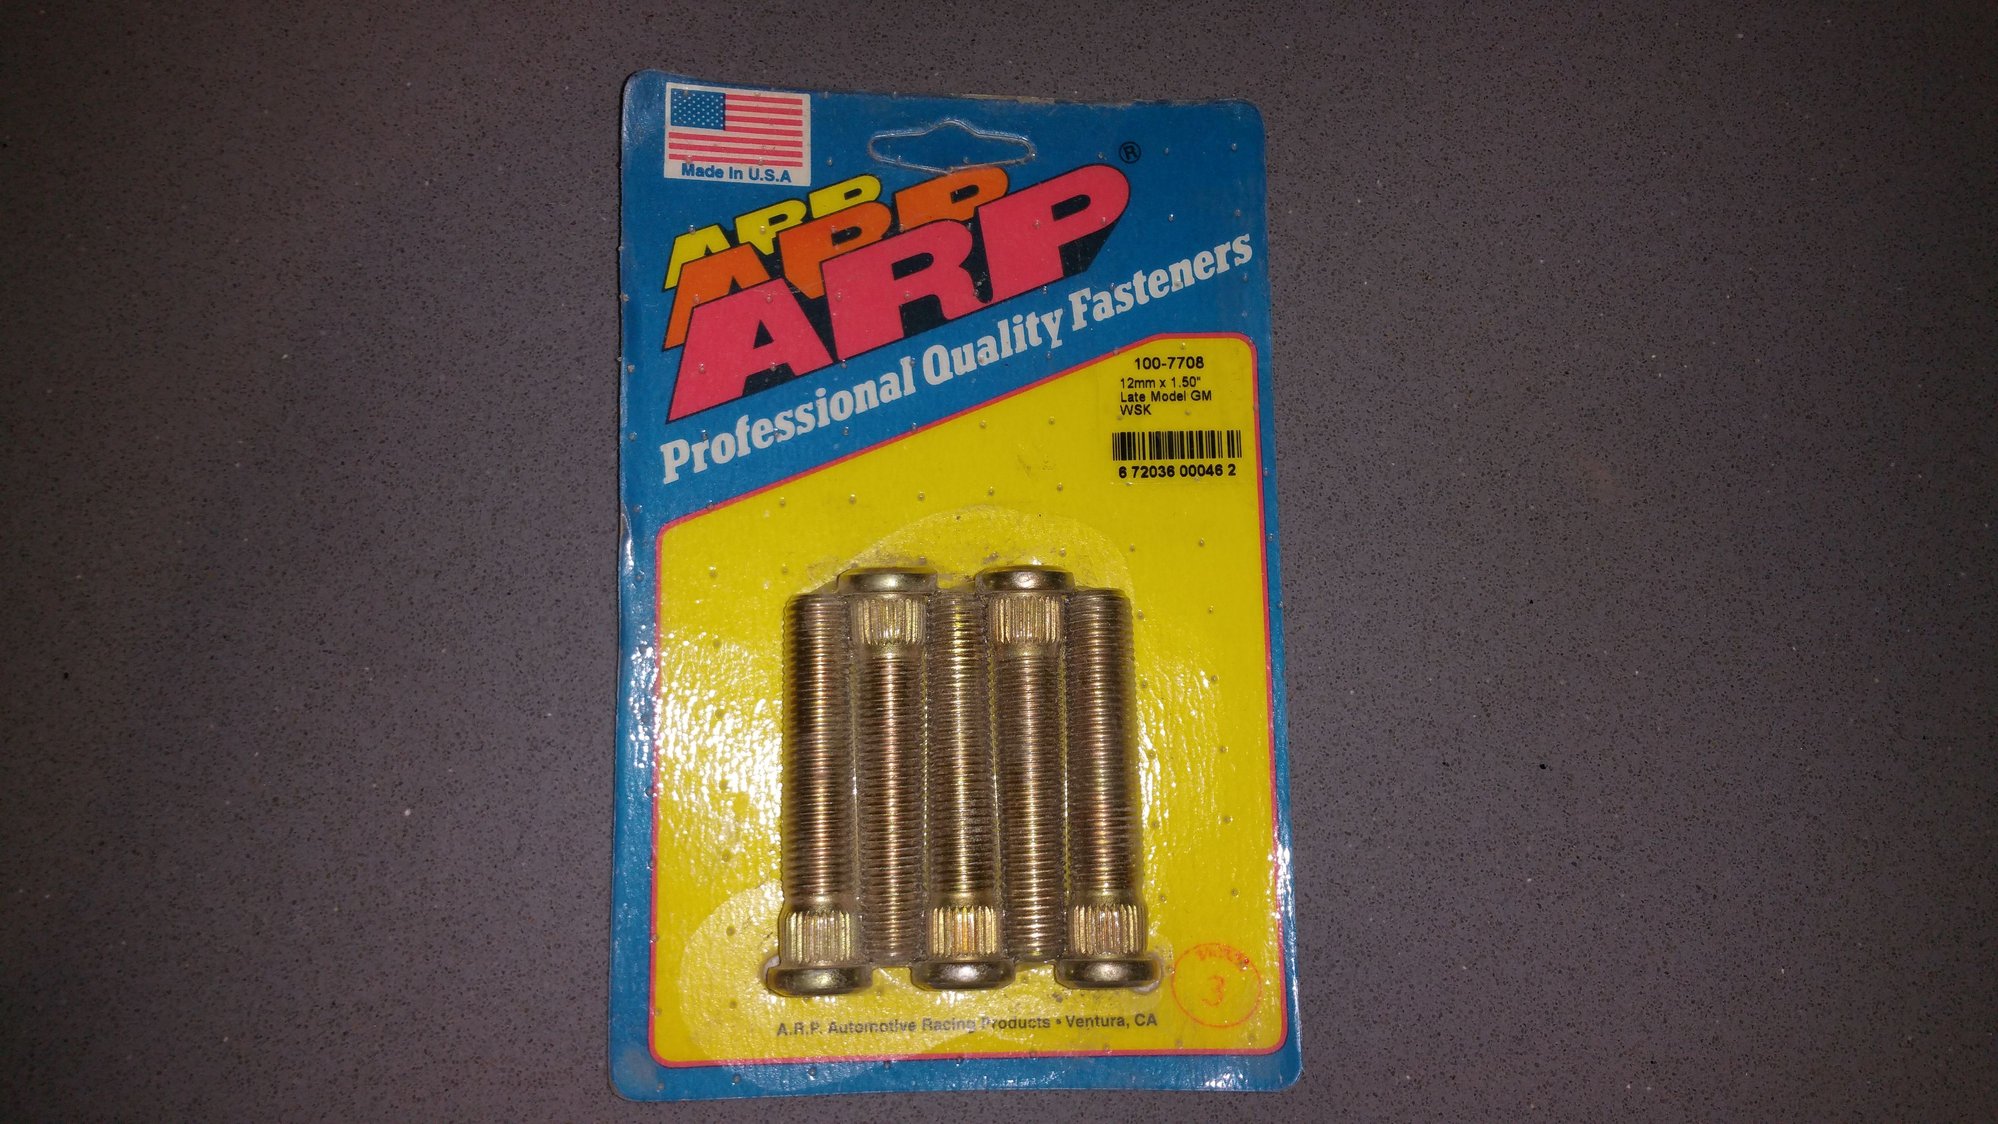 Made In U.S.A
ARP
ARP
ARP®
Professional Quality Fasteners
100-7708
12mm x 1.50"
Late Model GM
WSK
6 72036 00046 2
3
A.R.P. Automotive Racing Products • Ventura, CA